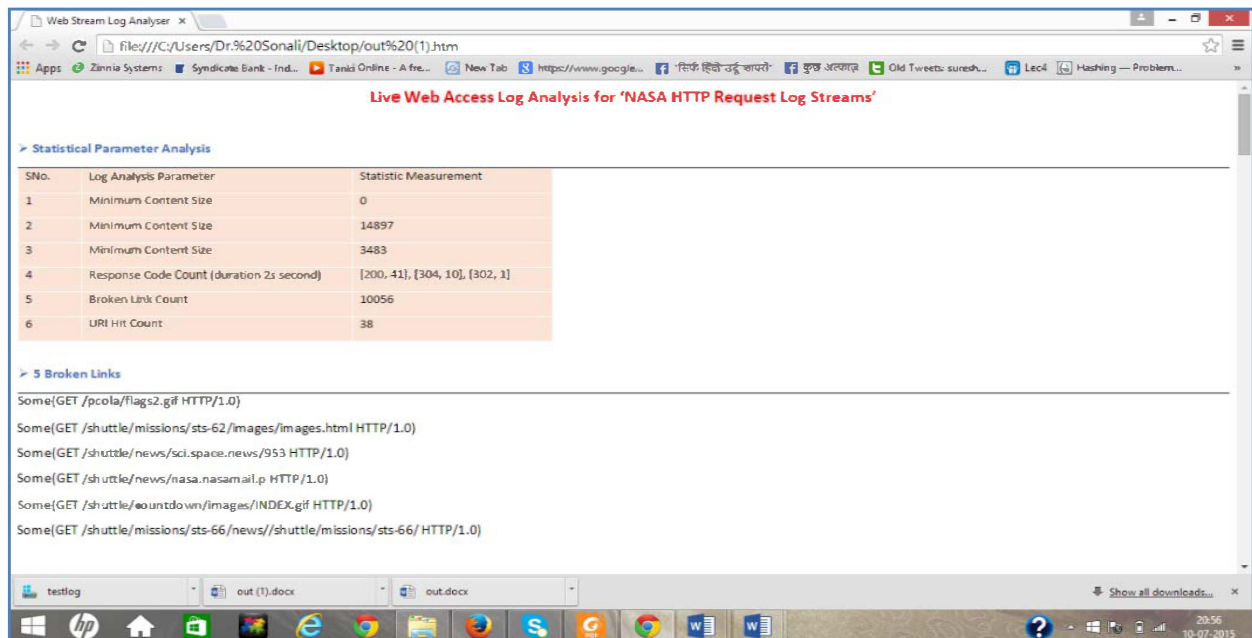 Web Stream Log Analyser ×
file:///C:/Users/Dr.%20Sonali/Desktop/out%20(1).htm
Apps Zinnia Systems Syndicate Bank - Ind... Tanki Online - A fre... New Tab https://www.google... 'सिर्फ हिंदी उर्दू शायरी' कुछ अल्फाज़ Old Tweets: suresh... Lec4 Hashing — Problem... »
Live Web Access Log Analysis for ‘NASA HTTP Request Log Streams’
➢ Statistical Parameter Analysis
SNo. Log Analysis Parameter Statistic Measurement
1 Minimum Content Size 0
2 Minimum Content Size 14897
3 Minimum Content Size 3483
4 Response Code Count (duration 2s second) [200, 41], [304, 10], [302, 1]
5 Broken Link Count 10056
6 URI Hit Count 38
➢ 5 Broken Links
Some(GET /pcola/flags2.gif HTTP/1.0)
Some(GET /shuttle/missions/sts-62/images/images.html HTTP/1.0)
Some(GET /shuttle/news/sci.space.news/953 HTTP/1.0)
Some(GET /shuttle/news/nasa.nasamail.p HTTP/1.0)
Some(GET /shuttle/countdown/images/INDEX.gif HTTP/1.0)
Some(GET /shuttle/missions/sts-66/news//shuttle/missions/sts-66/ HTTP/1.0)
testlog out (1).docx out.docx Show all downloads... ×
hp 20:56
10-07-2015